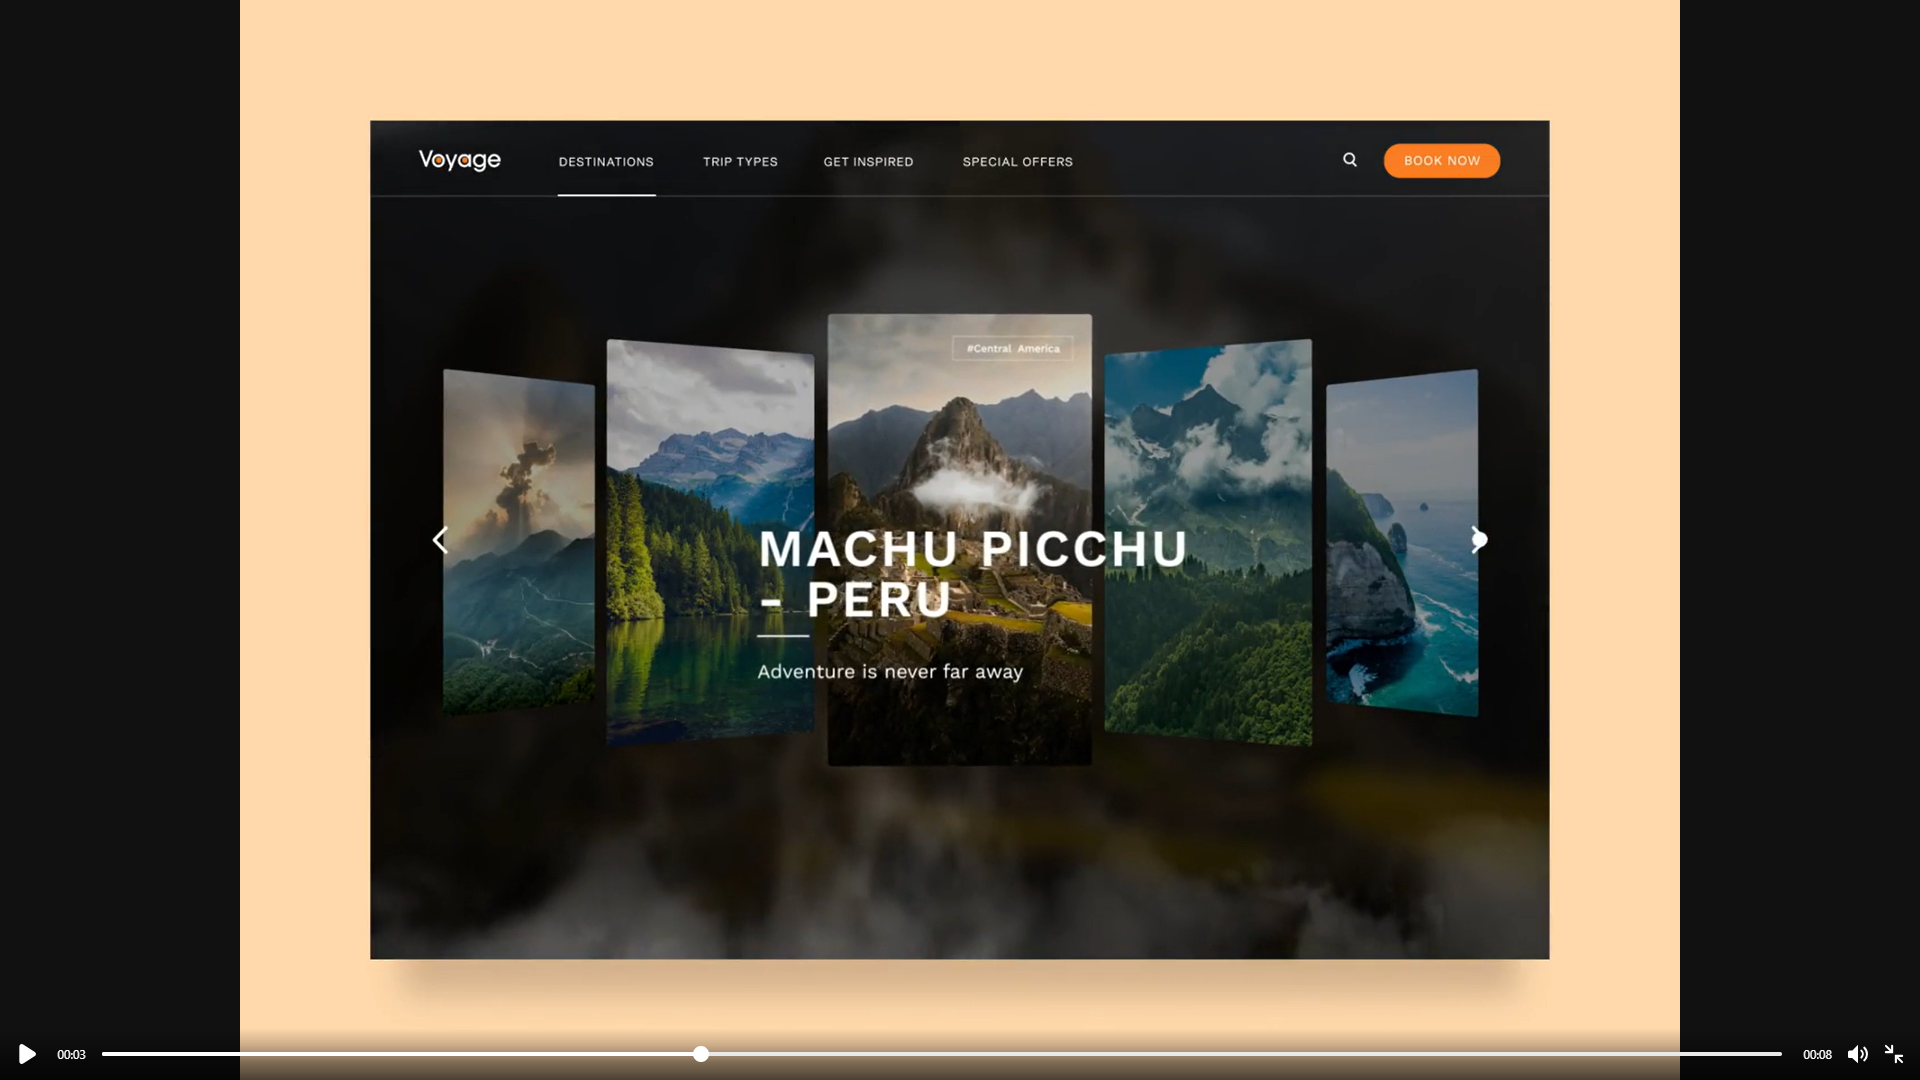 Voyage
DESTINATIONS
TRIP TYPES
GET INSPIRED
SPECIAL OFFERS
BOOK NOW
#Central America
MACHU PICCHU
- PERU
Adventure is never far away
00:03
00:08